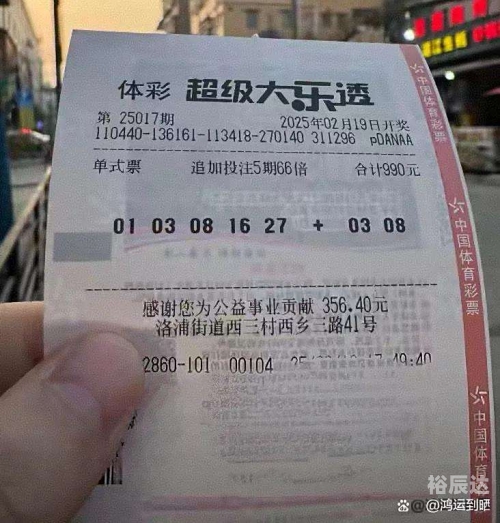 体彩 超级大乐透
第 25017期 2025年02月19日开奖
110440-136161-113418-270140 311296 pDANAA
单式票 追加投注5期66倍 合计990元
01 03 08 16 27 + 03 08
感谢您为公益事业贡献 356.40元
洛浦街道西三村西乡三路41号
2860-101 00104 19:40
中国体育彩票
中国体育彩票
中国体育
裕辰达
@鸿运到晒